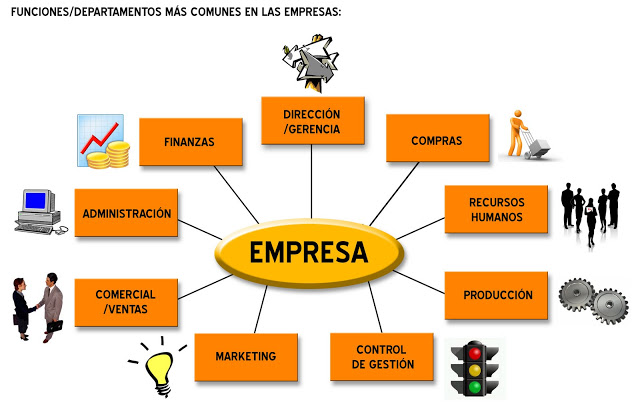 FUNCIONES/DEPARTAMENTOS MÁS COMUNES EN LAS EMPRESAS:
DIRECCIÓN
/GERENCIA
FINANZAS
COMPRAS
ADMINISTRACIÓN
RECURSOS
HUMANOS
EMPRESA
COMERCIAL
/VENTAS
PRODUCCIÓN
MARKETING
CONTROL
DE GESTIÓN